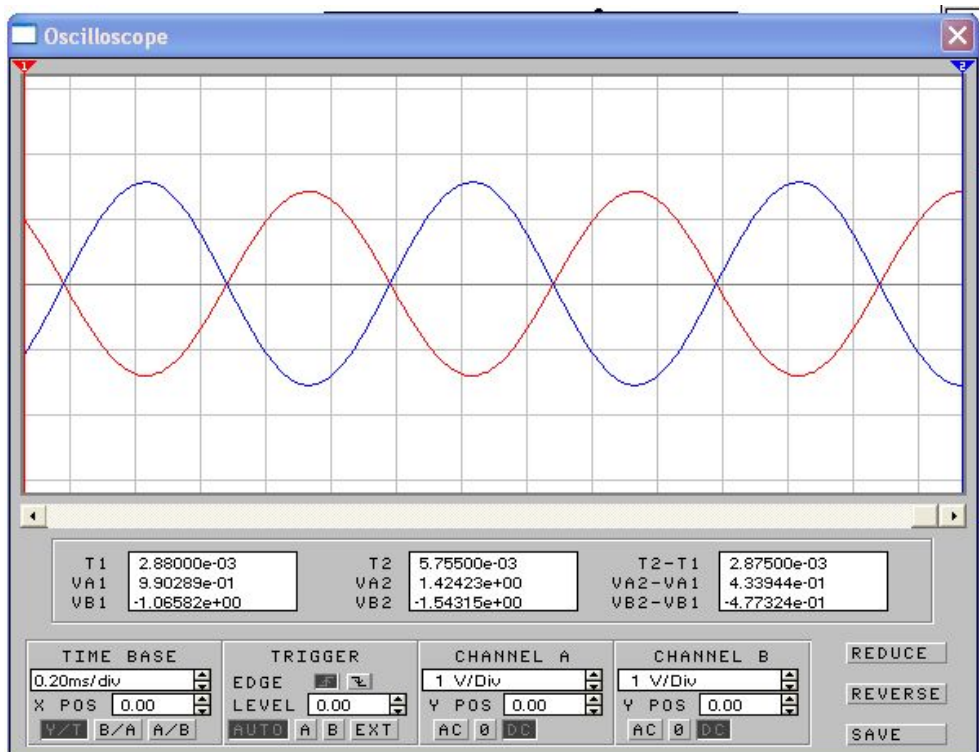 Oscilloscope
1 2
T1 2.88000e-03 T2 5.75500e-03 T2-T1 2.87500e-03
VA1 9.90289e-01 VA2 1.42423e+00 VA2-VA1 4.33944e-01
VB1 -1.06582e+00 VB2 -1.54315e+00 VB2-VB1 -4.77324e-01
TIME BASE TRIGGER CHANNEL A CHANNEL B REDUCE
0.20ms/div EDGE 1 V/Div 1 V/Div
X POS 0.00 LEVEL 0.00 Y POS 0.00 Y POS 0.00 REVERSE
Y/T B/A A/B AUTO A B EXT AC 0 DC AC 0 DC SAVE